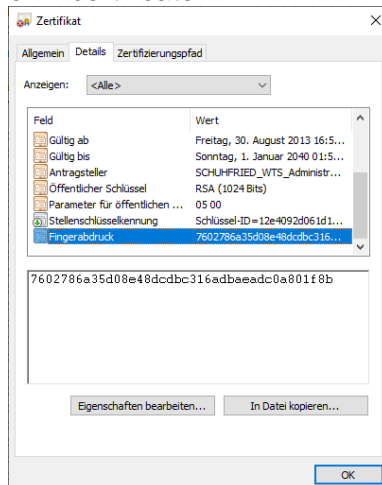 Zertifikat
Allgemein Details Zertifizierungspfad
Anzeigen: <Alle>
Feld Wert
Gültig ab Freitag, 30. August 2013 16:5...
Gültig bis Sonntag, 1. Januar 2040 01:5...
Antragsteller SCHUHFRIED_WTS_Administr...
Öffentlicher Schlüssel RSA (1024 Bits)
Parameter für öffentlichen ... 05 00
Stellenschlüsselkennung Schlüssel-ID=12e4092d061d1...
Fingerabdruck 7602786a35d08e48dcdbc316...
7602786a35d08e48dcdbc316adbaeadc0a801f8b
Eigenschaften bearbeiten... In Datei kopieren...
OK